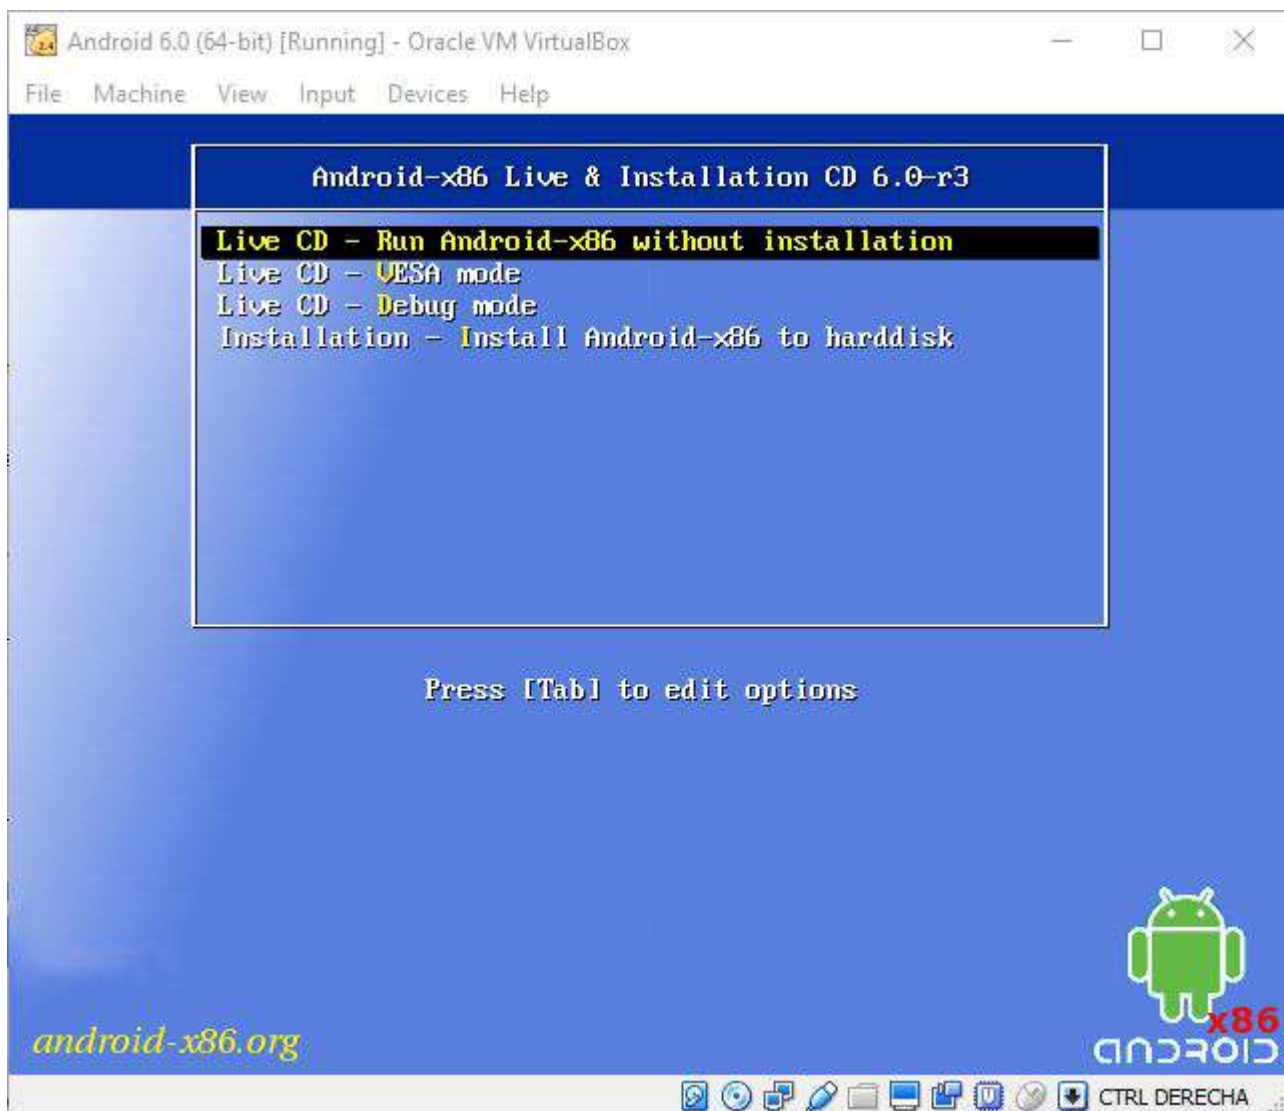 Android 6.0 (64-bit) [Running] - Oracle VM VirtualBox
File Machine View Input Devices Help
Android-x86 Live & Installation CD 6.0-r3
Live CD - Run Android-x86 without installation
Live CD - VESA mode
Live CD - Debug mode
Installation - Install Android-x86 to harddisk
Press [Tab] to edit options
android-x86.org
x86
ANDROID
CTRL DERECHA